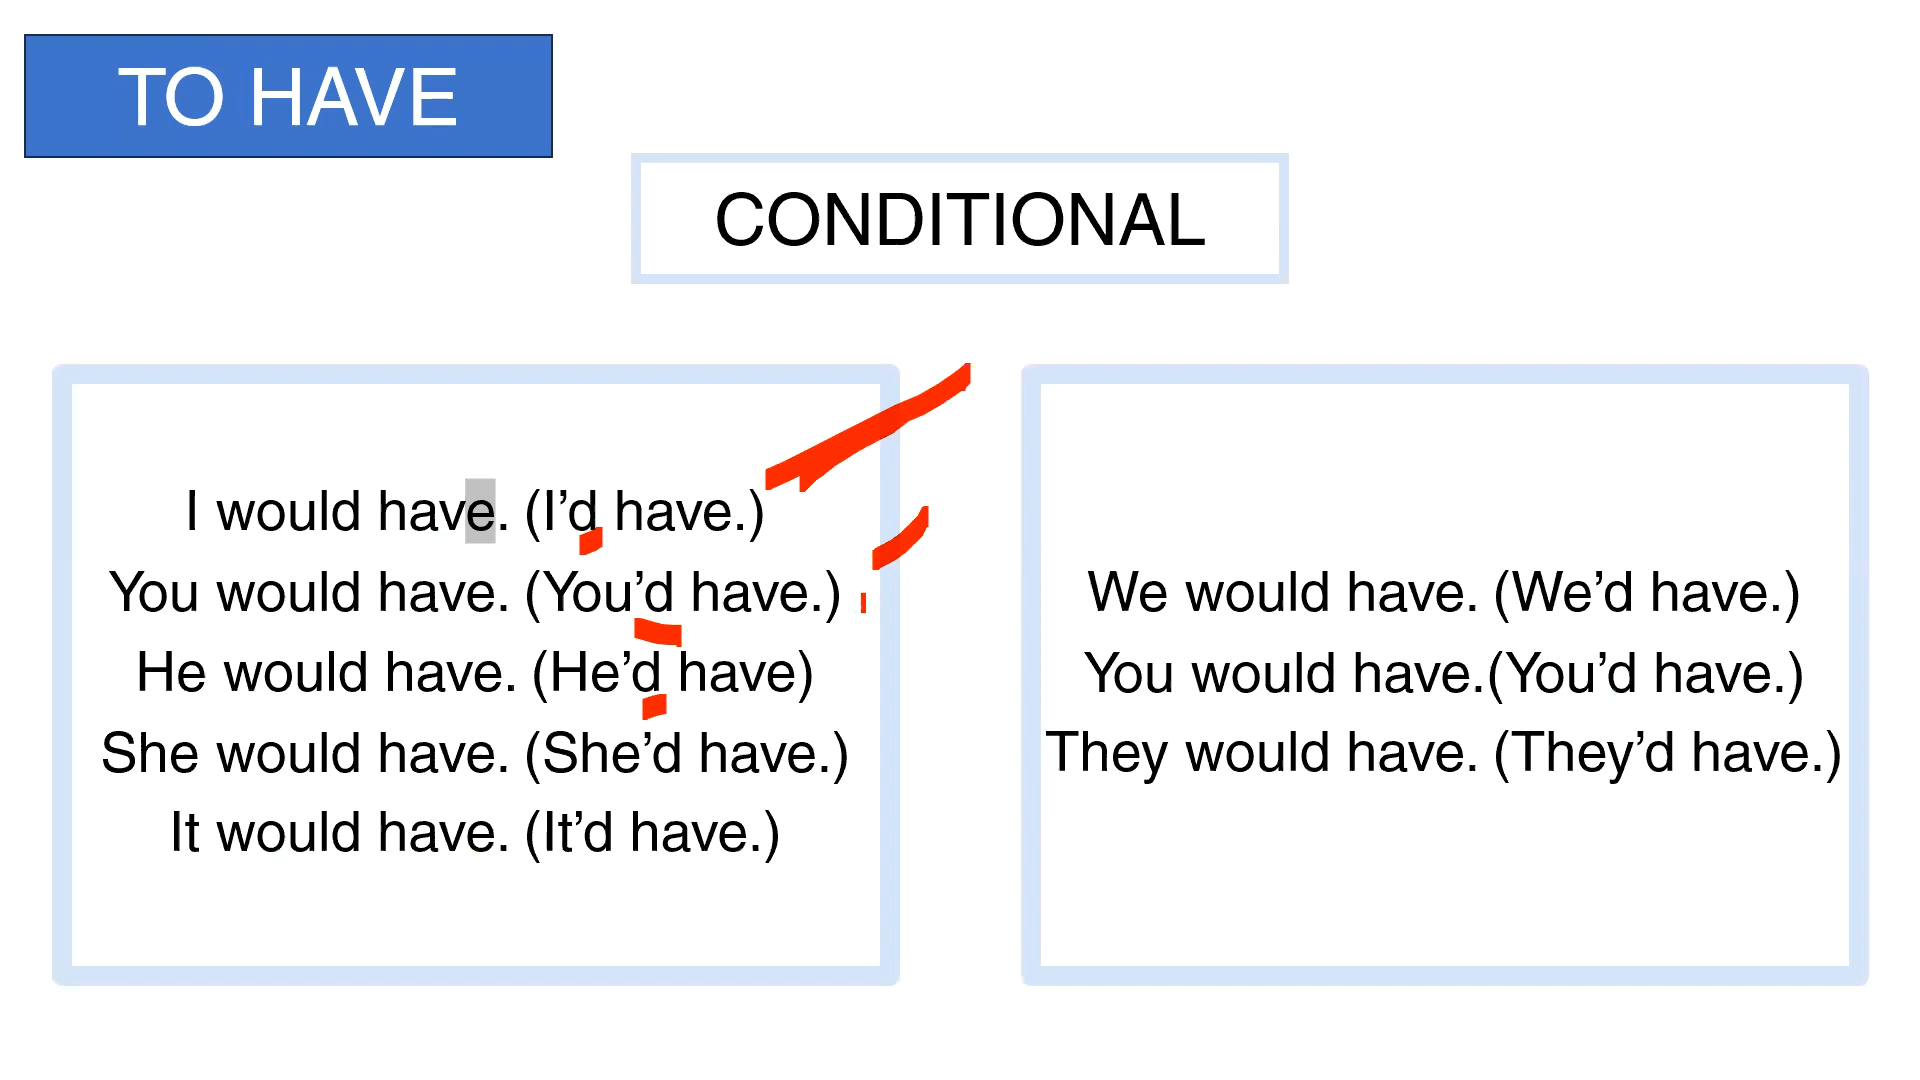 TO HAVE
CONDITIONAL
I would have. (I’d have.)
You would have. (You’d have.)
He would have. (He’d have)
She would have. (She’d have.)
It would have. (It’d have.)
We would have. (We’d have.)
You would have.(You’d have.)
They would have. (They’d have.)